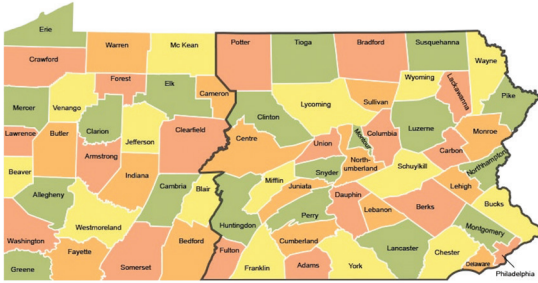 Erie
Warren
Mc Kean
Potter
Tioga
Bradford
Susquehanna
Wayne
Crawford
Forest
Elk
Cameron
Wyoming
Lackawanna
Pike
Mercer
Venango
Clarion
Jefferson
Clearfield
Clinton
Lycoming
Sullivan
Luzerne
Monroe
Lawrence
Butler
Armstrong
Indiana
Centre
Union
Montour
Columbia
Carbon
Northampton
Beaver
Allegheny
Cambria
Blair
Mifflin
Snyder
North-
umberland
Schuylkill
Lehigh
Juniata
Dauphin
Lebanon
Berks
Bucks
Washington
Westmoreland
Huntingdon
Perry
Montgomery
Greene
Fayette
Somerset
Bedford
Fulton
Franklin
Cumberland
Adams
York
Lancaster
Chester
Delaware
Philadelphia